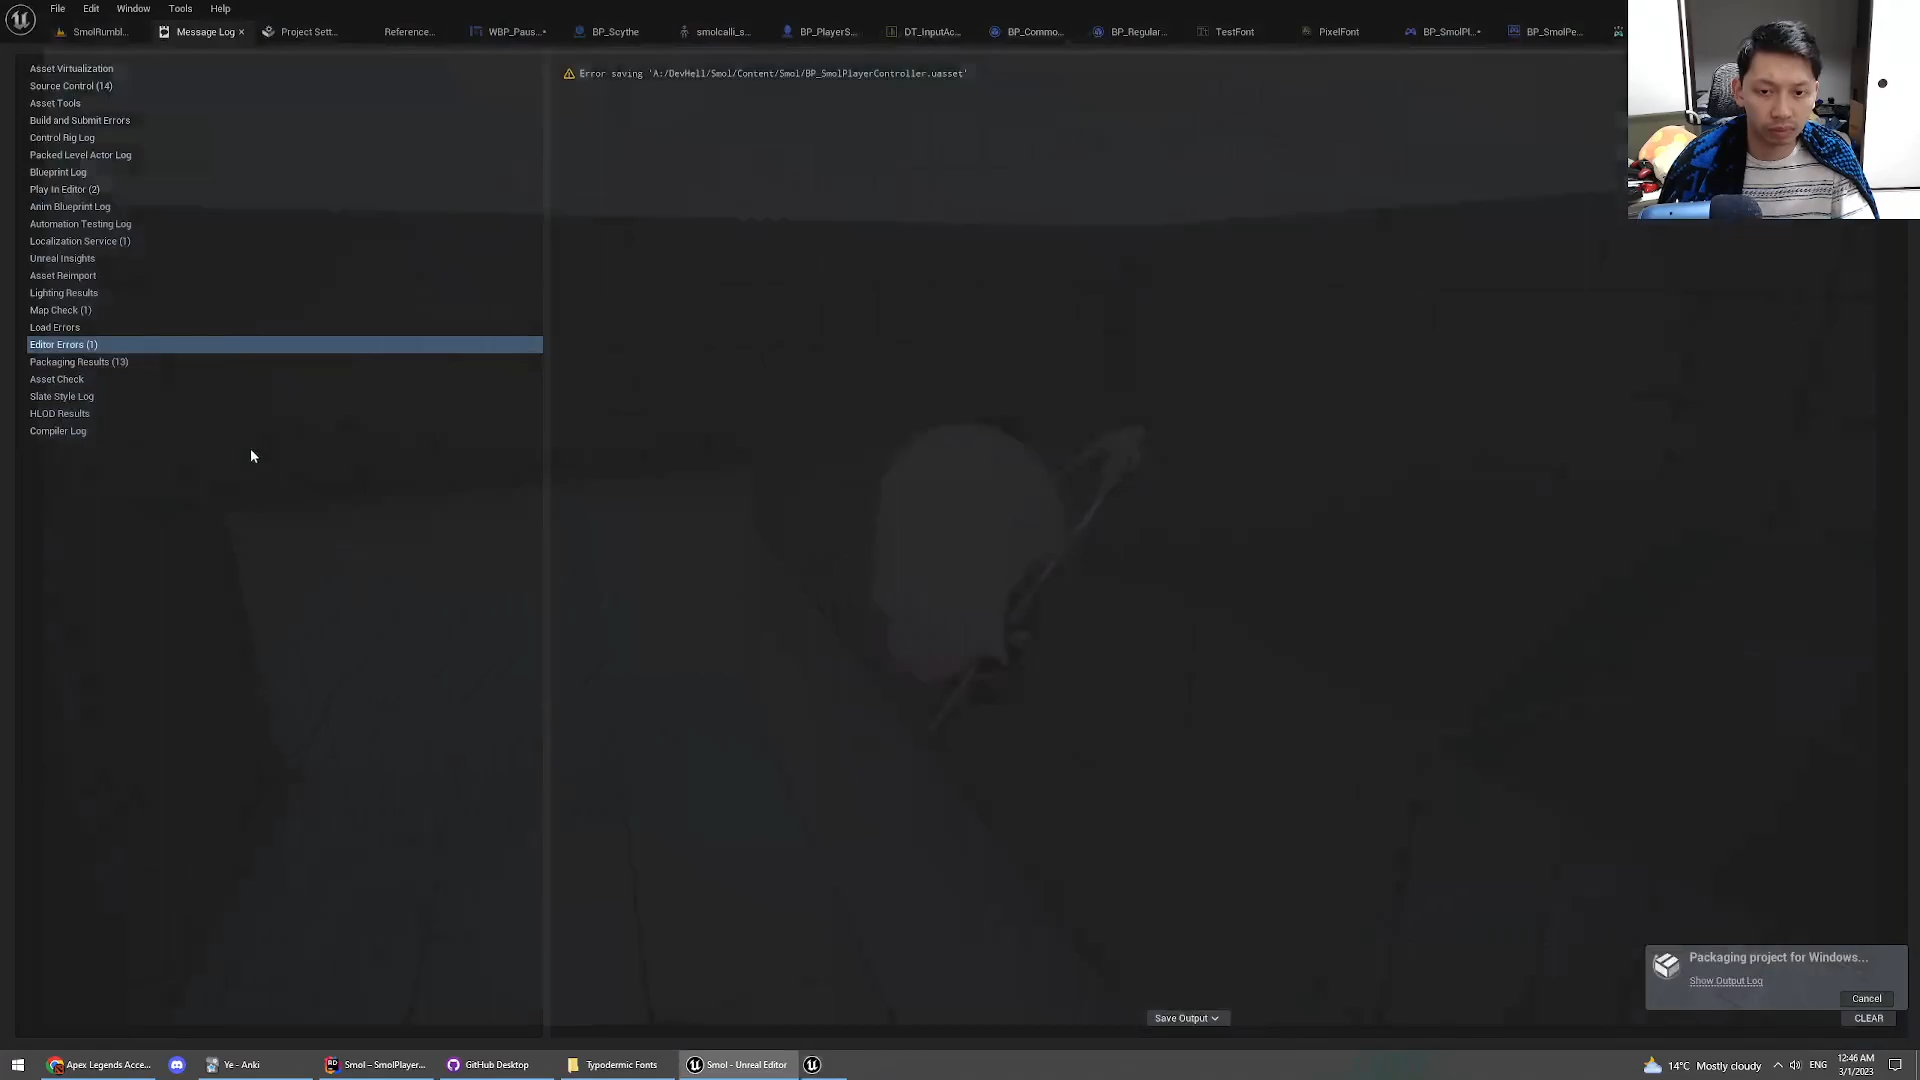 File Edit Window Tools Help
SmolRumbl... Message Log × Project Sett... Reference... WBP_Paus...• BP_Scythe smolcalli_s... BP_PlayerS... DT_InputAc... BP_Commo... BP_Regular... TestFont PixelFont BP_SmolPl...• BP_SmolPe...
Asset Virtualization
Source Control (14)
Asset Tools
Build and Submit Errors
Control Rig Log
Packed Level Actor Log
Blueprint Log
Play In Editor (2)
Anim Blueprint Log
Automation Testing Log
Localization Service (1)
Unreal Insights
Asset Reimport
Lighting Results
Map Check (1)
Load Errors
Editor Errors (1)
Packaging Results (13)
Asset Check
Slate Style Log
HLOD Results
Compiler Log
Error saving 'A:/DevHell/Smol/Content/Smol/BP_SmolPlayerController.uasset'
Packaging project for Windows...
Show Output Log
Cancel
Save Output
CLEAR
Apex Legends Acce... Ye - Anki Smol – SmolPlayer... GitHub Desktop Typodermic Fonts Smol - Unreal Editor 14°C Mostly cloudy ENG
12:46 AM
3/1/2023